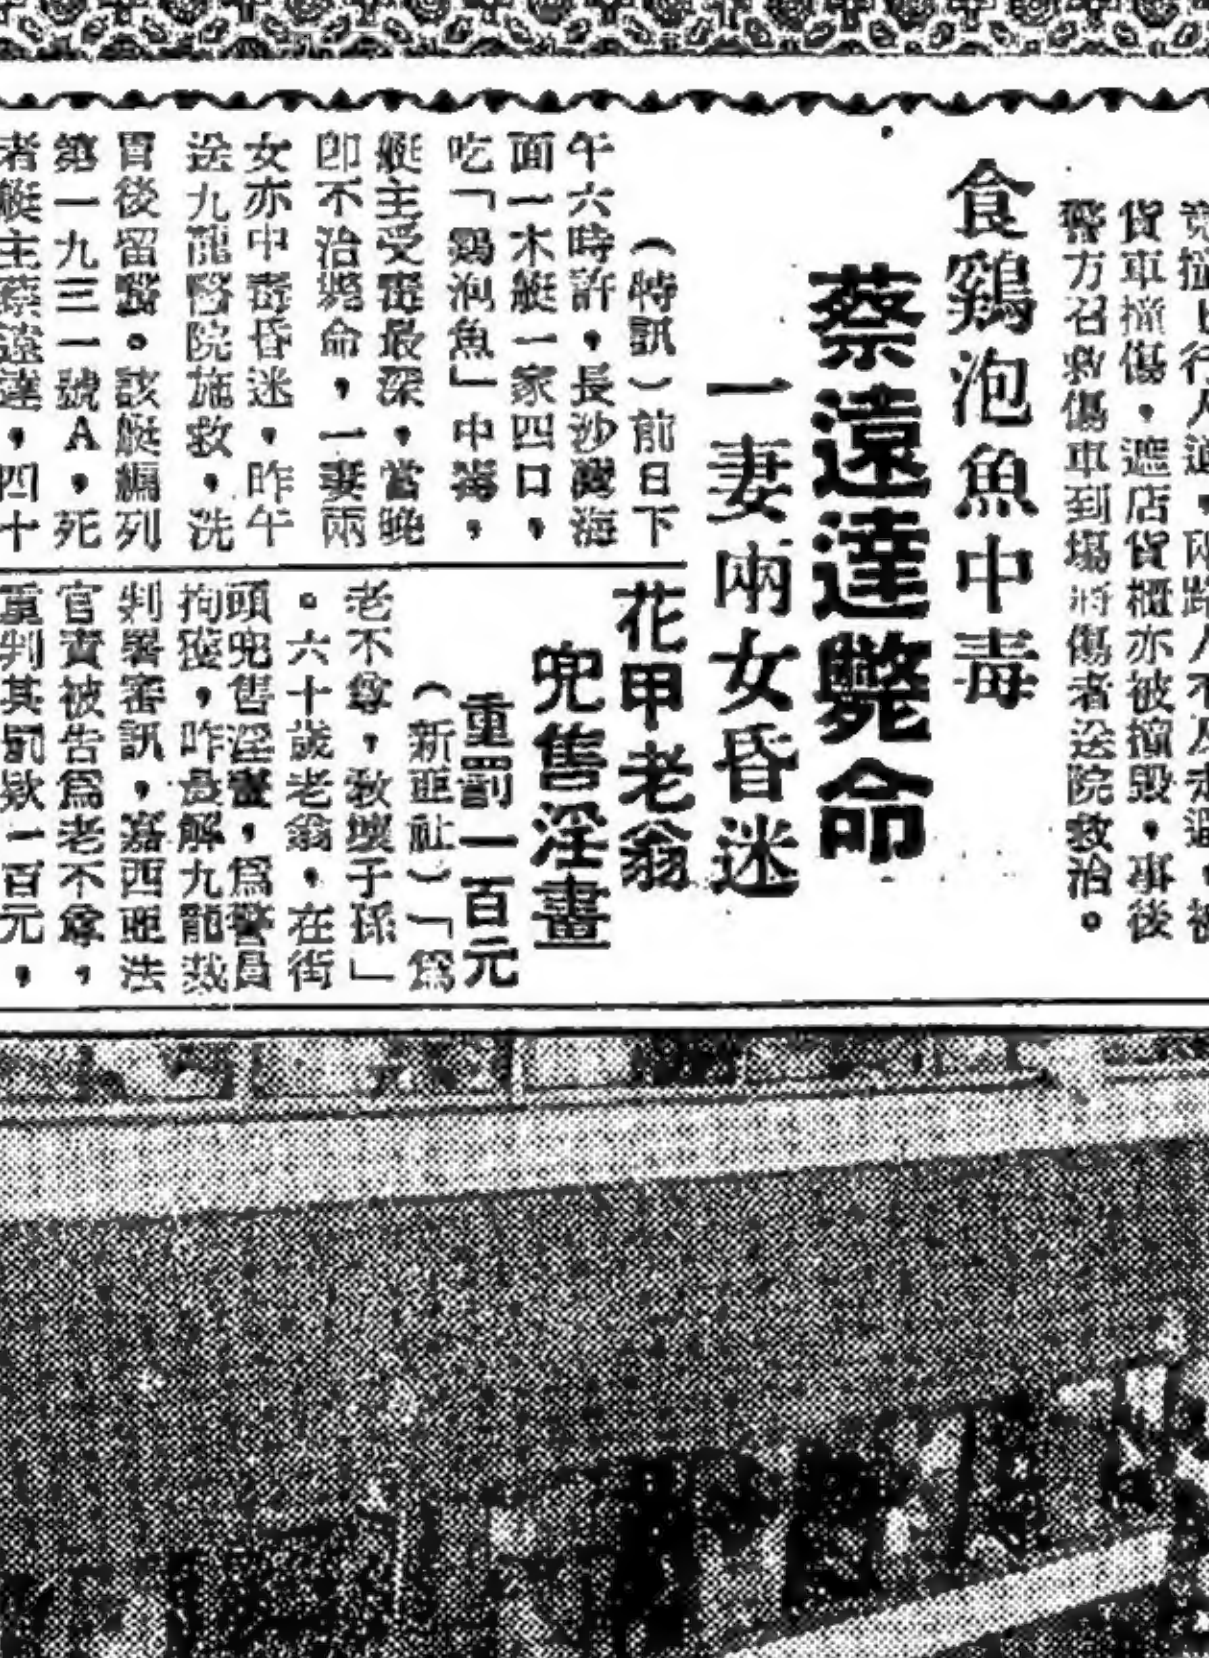 貨車撞傷，遮店貨櫃亦被撞毀，事後
警方召救傷車到塲將傷者送院救治。
食鷄泡魚中毒
蔡遠達斃命
一妻兩女昏迷
（特訊）前日下
午六時許，長沙灣海
面一木艇一家四口，
吃「鷄泡魚」中毒，
艇主受毒最深，當晚
即不治斃命，一妻兩
女亦中毒昏迷，昨午
送九龍醫院施救，洗
胃後留醫。該艇編列
第一九三一號A，死
者艇主蔡遠達，四十
花甲老翁
兜售淫畫
重罰一百元
（新亞社）「爲
老不尊，敎壞子孫」
。六十歲老翁，在街
頭兜售淫畫，爲警員
拘獲，昨晨解九龍裁
判署審訊，嘉西亞法
官責被告爲老不尊，
重判其罰欵一百元，